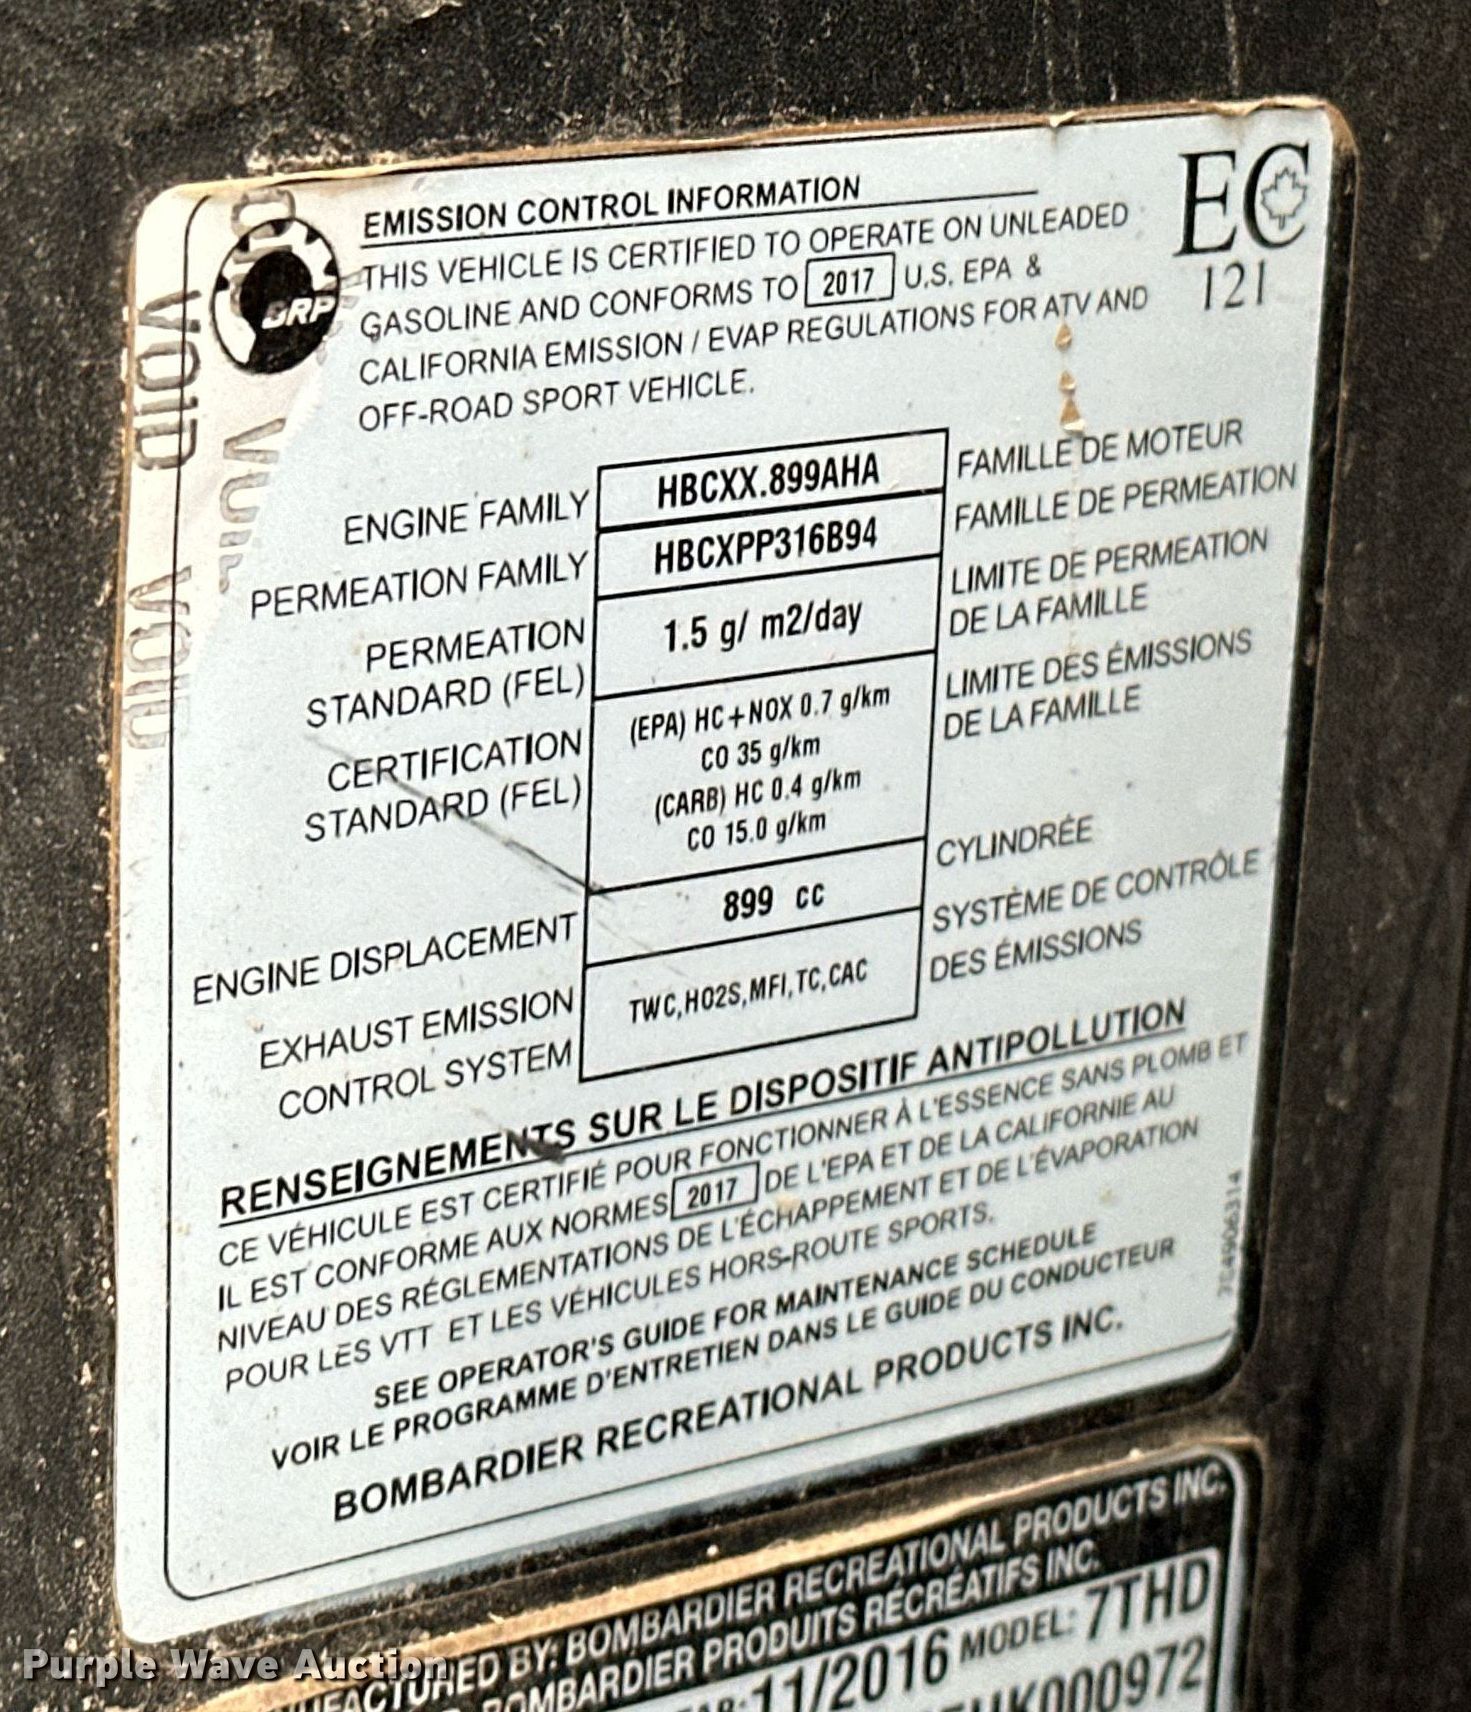 BRP
EMISSION CONTROL INFORMATION
THIS VEHICLE IS CERTIFIED TO OPERATE ON UNLEADED
GASOLINE AND CONFORMS TO 2017 U.S. EPA &
CALIFORNIA EMISSION / EVAP REGULATIONS FOR ATV AND
OFF-ROAD SPORT VEHICLE.
EC
121
VOID
VOID
VOID
ENGINE FAMILY HBCXX.899AHA FAMILLE DE MOTEUR
PERMEATION FAMILY HBCXPP316B94 FAMILLE DE PERMEATION
PERMEATION STANDARD (FEL) 1.5 g/ m2/day LIMITE DE PERMEATION
DE LA FAMILLE
CERTIFICATION
STANDARD (FEL)
(EPA) HC+NOX 0.7 g/km
CO 35 g/km
(CARB) HC 0.4 g/km
CO 15.0 g/km
LIMITE DES ÉMISSIONS
DE LA FAMILLE
ENGINE DISPLACEMENT 899 cc CYLINDRÉE
EXHAUST EMISSION
CONTROL SYSTEM
TWC,HO2S,MFI,TC,CAC
SYSTÈME DE CONTRÔLE
DES ÉMISSIONS
RENSEIGNEMENTS SUR LE DISPOSITIF ANTIPOLLUTION
CE VÉHICULE EST CERTIFIÉ POUR FONCTIONNER À L'ESSENCE SANS PLOMB ET
IL EST CONFORME AUX NORMES 2017 DE L'EPA ET DE LA CALIFORNIE AU
NIVEAU DES RÉGLEMENTATIONS DE L'ÉCHAPPEMENT ET DE L'ÉVAPORATION
POUR LES VTT ET LES VÉHICULES HORS-ROUTE SPORTS.
SEE OPERATOR'S GUIDE FOR MAINTENANCE SCHEDULE
VOIR LE PROGRAMME D'ENTRETIEN DANS LE GUIDE DU CONDUCTEUR
BOMBARDIER RECREATIONAL PRODUCTS INC.
704906314
BY: BOMBARDIER RECREATIONAL PRODUCTS INC.
BOMBARDIER PRODUITS RÉCRÉATIFS INC.
11/2016 MODEL: 7THD
K000972
Purple Wave Auction